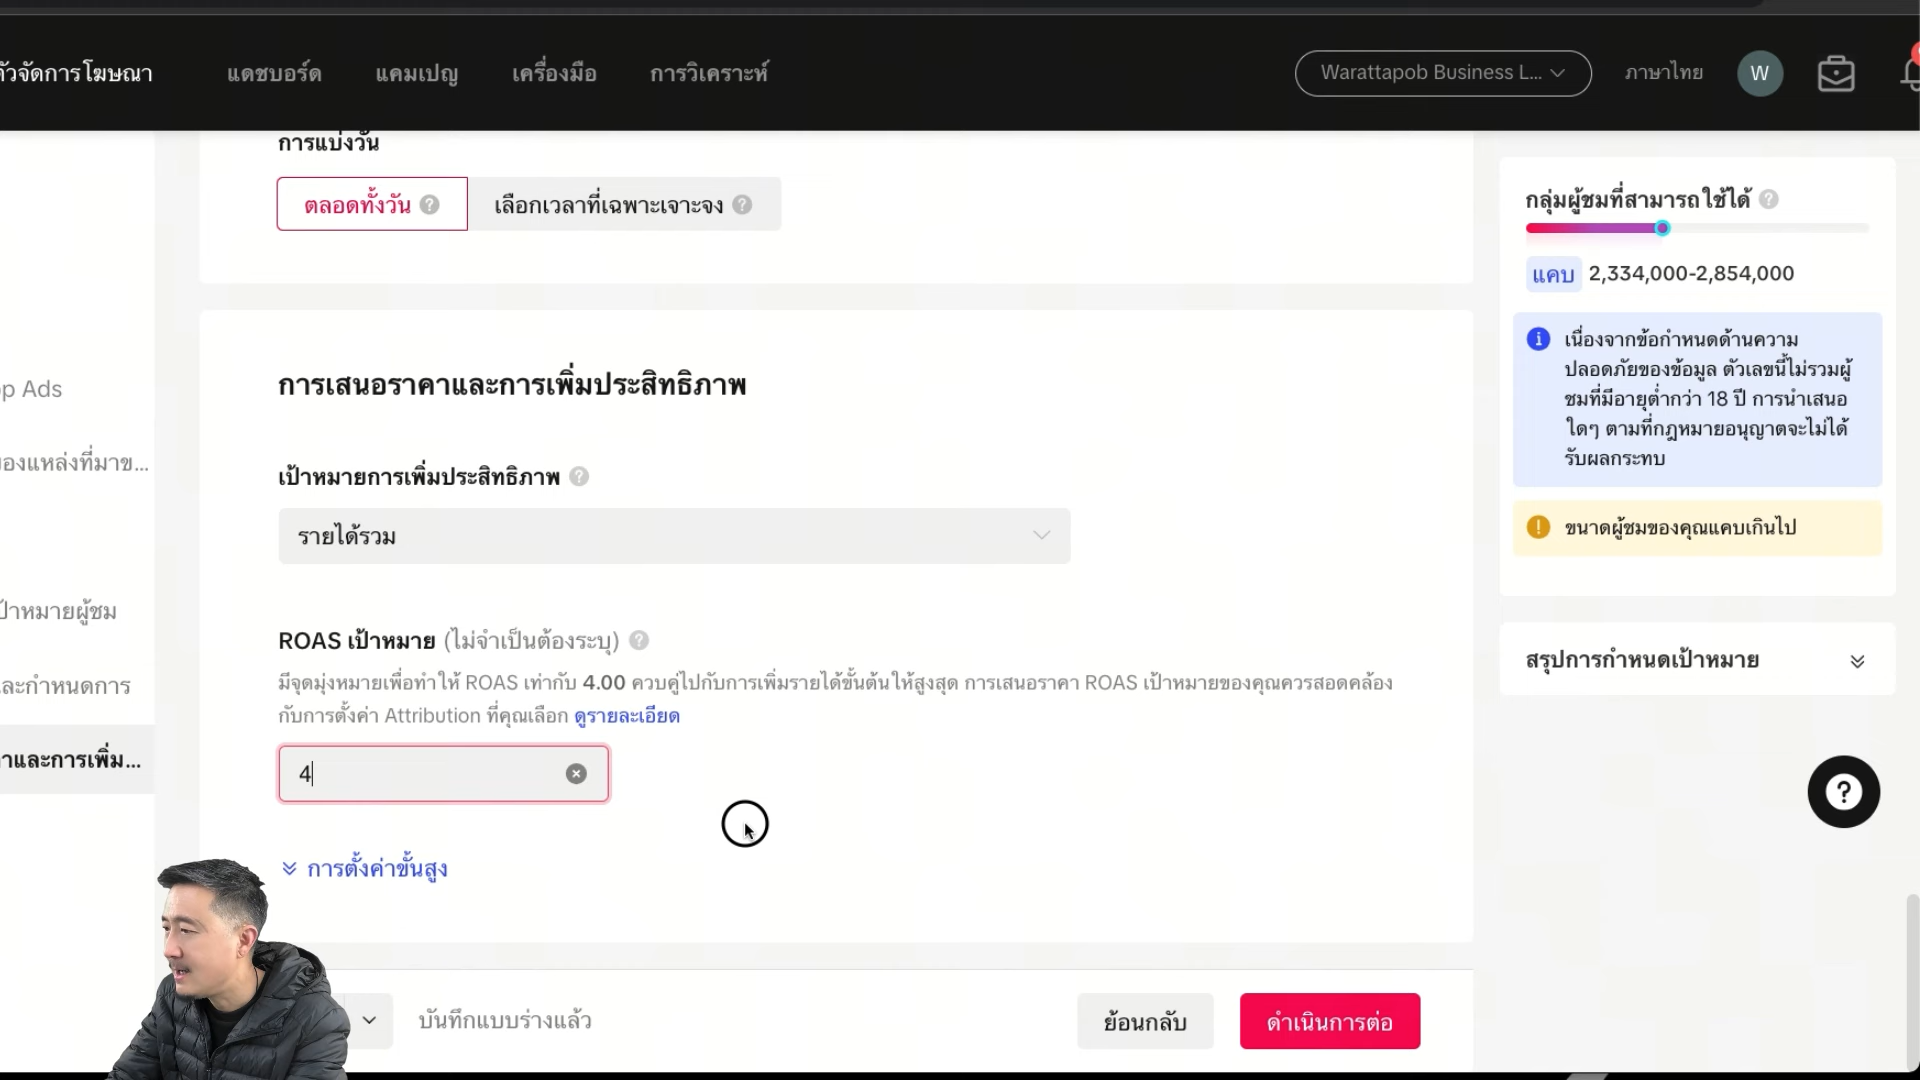 ตัวจัดการโฆษณา
แดชบอร์ด
แคมเปญ
เครื่องมือ
การวิเคราะห์
Warattapob Business L...
ภาษาไทย
W
การแบ่งวัน
ตลอดทั้งวัน ?
เลือกเวลาที่เฉพาะเจาะจง ?
การเสนอราคาและการเพิ่มประสิทธิภาพ
เป้าหมายการเพิ่มประสิทธิภาพ ?
รายได้รวม
ROAS เป้าหมาย (ไม่จำเป็นต้องระบุ) ?
มีจุดมุ่งหมายเพื่อทำให้ ROAS เท่ากับ 4.00 ควบคู่ไปกับการเพิ่มรายได้ขั้นต้นให้สูงสุด การเสนอราคา ROAS เป้าหมายของคุณควรสอดคล้อง
กับการตั้งค่า Attribution ที่คุณเลือก ดูรายละเอียด
4
การตั้งค่าขั้นสูง
บันทึกแบบร่างแล้ว
ย้อนกลับ
ดำเนินการต่อ
p Ads
องแหล่งที่มาข...
ป้าหมายผู้ชม
ละกำหนดการ
าและการเพิ่ม...
กลุ่มผู้ชมที่สามารถใช้ได้ ?
แคบ 2,334,000-2,854,000
เนื่องจากข้อกำหนดด้านความ
ปลอดภัยของข้อมูล ตัวเลขนี้ไม่รวมผู้
ชมที่มีอายุต่ำกว่า 18 ปี การนำเสนอ
ใดๆ ตามที่กฎหมายอนุญาตจะไม่ได้
รับผลกระทบ
ขนาดผู้ชมของคุณแคบเกินไป
สรุปการกำหนดเป้าหมาย
?